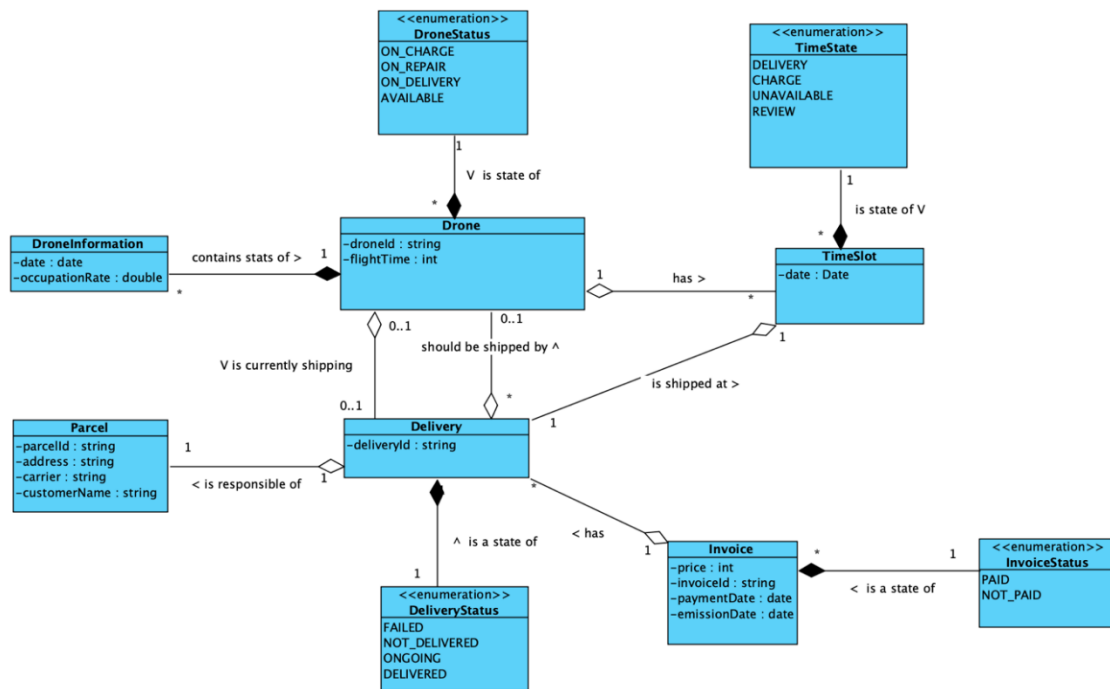 <<enumeration>>
DroneStatus
ON_CHARGE
ON_REPAIR
ON_DELIVERY
AVAILABLE
<<enumeration>>
TimeState
DELIVERY
CHARGE
UNAVAILABLE
REVIEW
1
V is state of
*
1
is state of V
*
DroneInformation
-date : date
-occupationRate : double
contains stats of >
1
*
Drone
-droneId : string
-flightTime : int
1
has >
*
TimeSlot
-date : Date
0..1
0..1
should be shipped by ^
V is currently shipping
1
is shipped at >
0..1
*
1
Parcel
-parcelId : string
-address : string
-carrier : string
-customerName : string
1
< is responsible of
1
Delivery
-deliveryId : string
*
< has
1
^ is a state of
1
<<enumeration>>
DeliveryStatus
FAILED
NOT_DELIVERED
ONGOING
DELIVERED
Invoice
-price : int
-invoiceId : string
-paymentDate : date
-emissionDate : date
*
1
< is a state of
<<enumeration>>
InvoiceStatus
PAID
NOT_PAID